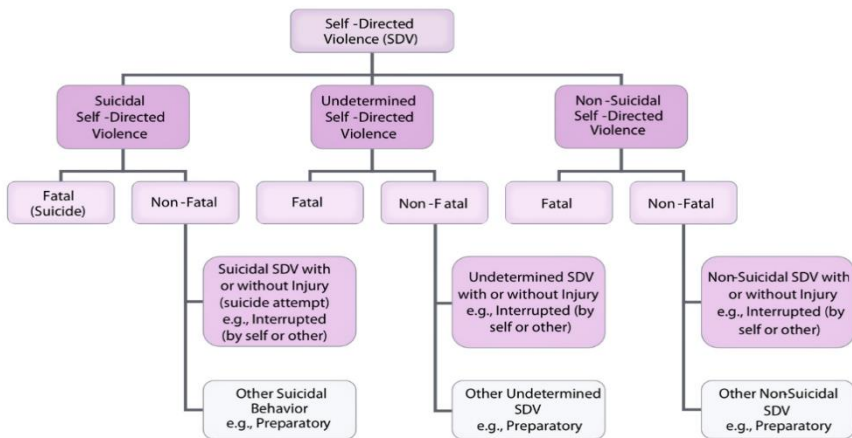 Self-Directed
Violence (SDV)
Suicidal
Self-Directed
Violence
Undetermined
Self-Directed
Violence
Non-Suicidal
Self-Directed
Violence
Fatal
(Suicide)
Non-Fatal
Fatal
Non-Fatal
Fatal
Non-Fatal
Suicidal SDV with
or without Injury
(suicide attempt)
e.g., Interrupted
(by self or other)
Undetermined SDV
with or without Injury
e.g., Interrupted (by
self or other)
Non-Suicidal SDV with
or without Injury
e.g., Interrupted (by
self or other)
Other Suicidal
Behavior
e.g., Preparatory
Other Undetermined
SDV
e.g., Preparatory
Other Non-Suicidal
SDV
e.g., Preparatory